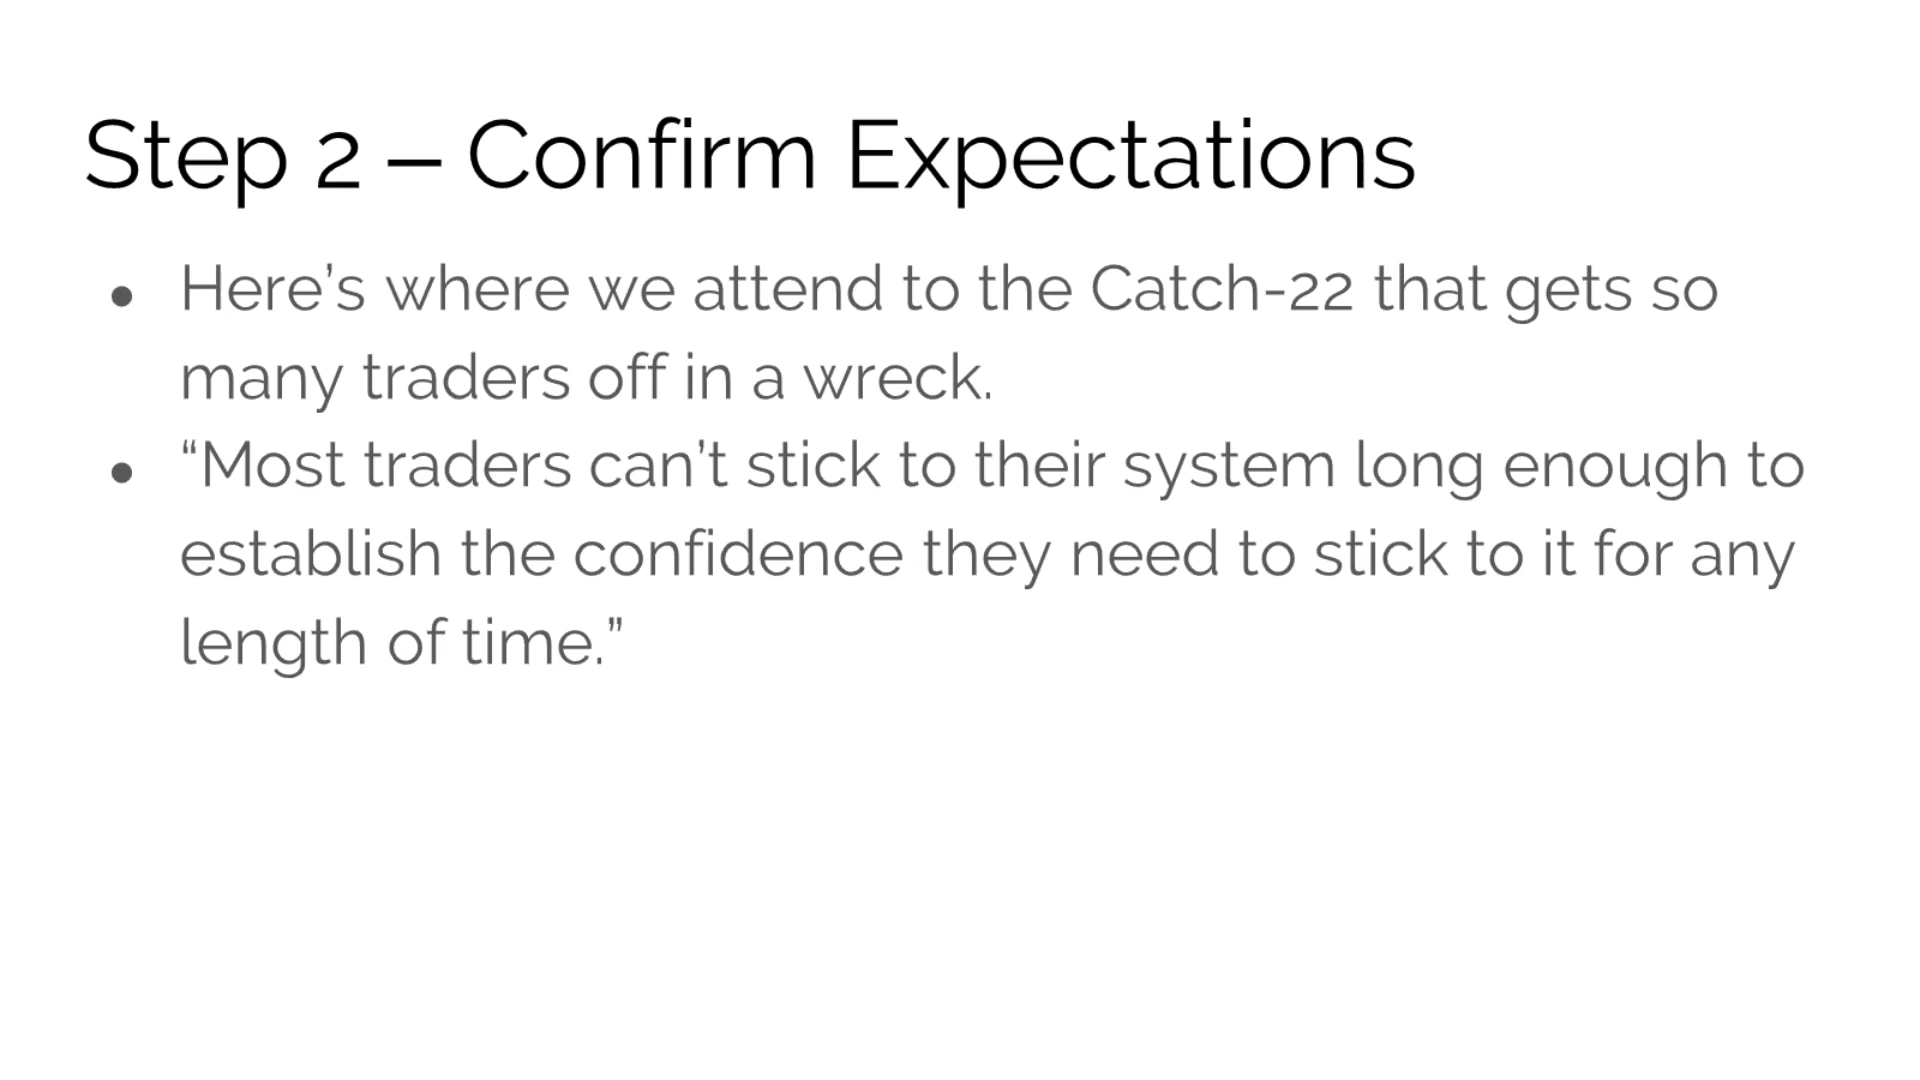 Step 2 – Confirm Expectations
● Here’s where we attend to the Catch-22 that gets so
many traders off in a wreck.
● “Most traders can’t stick to their system long enough to
establish the confidence they need to stick to it for any
length of time.”